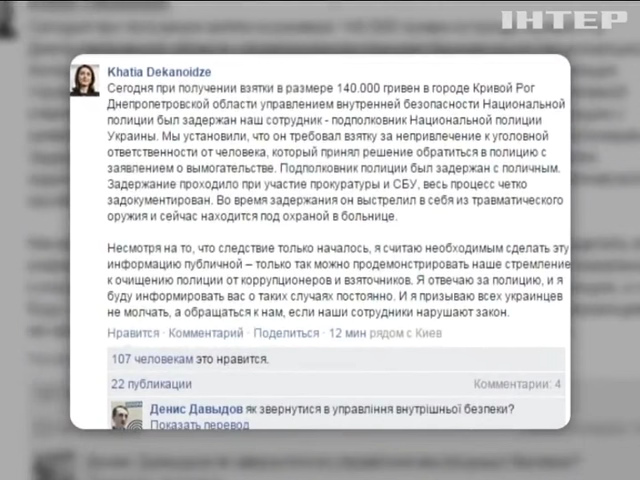 ІНТЕР
Khatia Dekanoidze
Сегодня при получении взятки в размере 140.000 гривен в городе Кривой Рог
Днепропетровской области управлением внутренней безопасности Национальной
полиции был задержан наш сотрудник - подполковник Национальной полиции
Украины. Мы установили, что он требовал взятку за непривлечение к уголовной
ответственности от человека, который принял решение обратиться в полицию с
заявлением о вымогательстве. Подполковник полиции был задержан с поличным.
Задержание проходило при участие прокуратуры и СБУ, весь процесс четко
задокументирован. Во время задержания он выстрелил в себя из травматического
оружия и сейчас находится под охраной в больнице.
Несмотря на то, что следствие только началось, я считаю необходимым сделать эту
информацию публичной – только так можно продемонстрировать наше стремление
к очищению полиции от коррупционеров и взяточников. Я отвечаю за полицию, и я
буду информировать вас о таких случаях постоянно. И я призываю всех украинцев
не молчать, а обращаться к нам, если наши сотрудники нарушают закон.
Нравится · Комментарий · Поделиться · 12 мин рядом с Киев
107 человекам это нравится.
22 публикации Комментарии: 4
Денис Давыдов як звернутися в управління внутрішньої безпеки?
Показать перевод